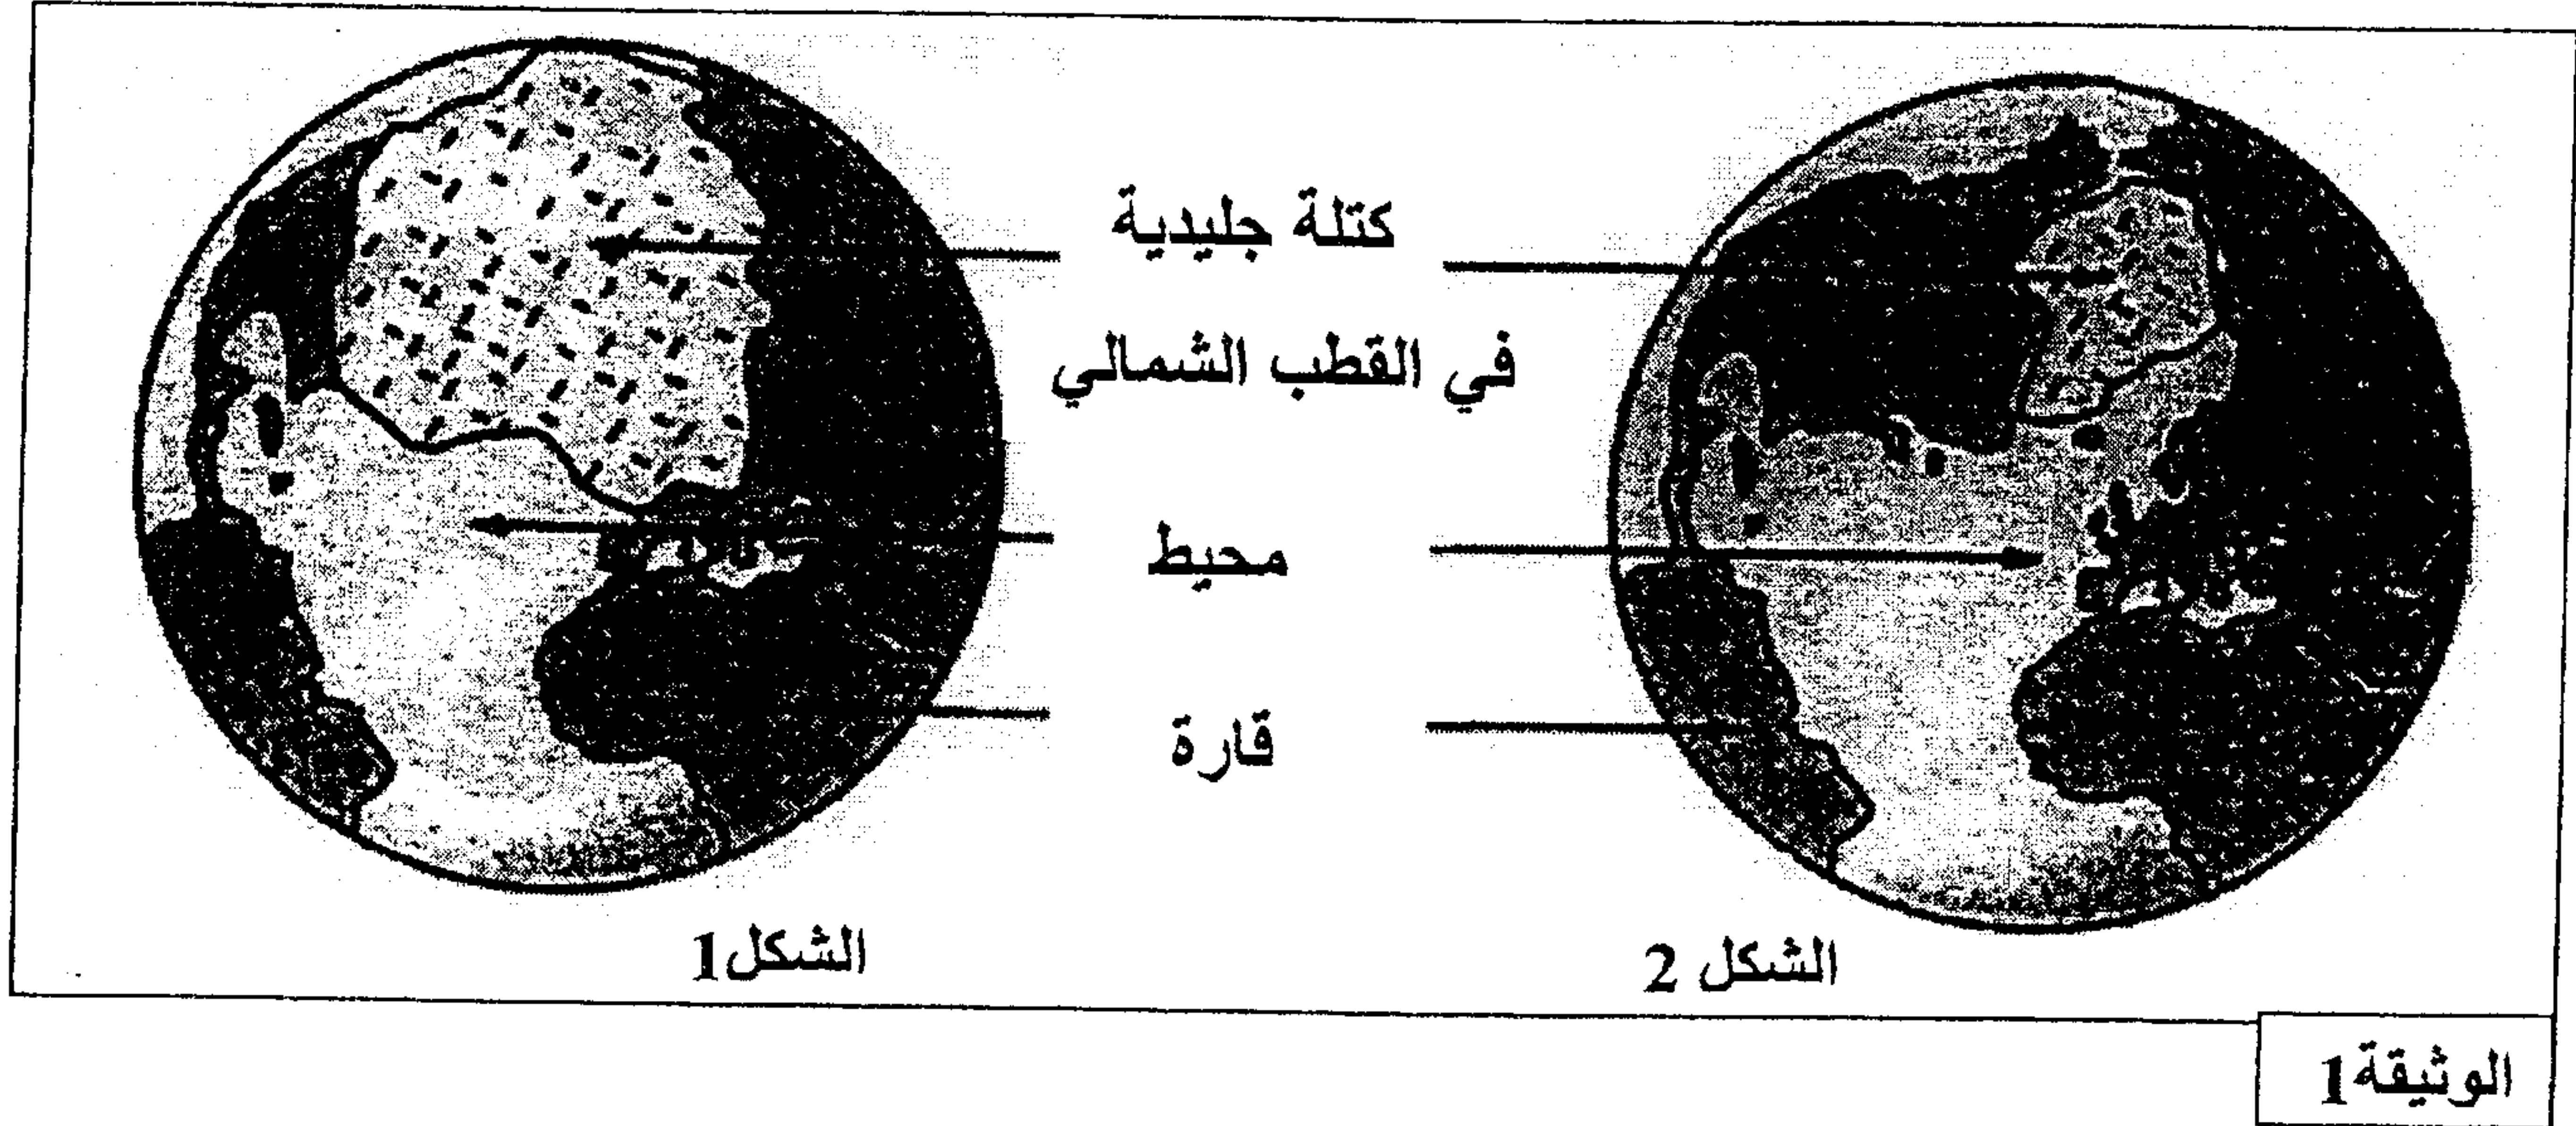 كتلة جليدية
في القطب الشمالي
محيط
قارة
الشكل1
الشكل 2
الوثيقة1